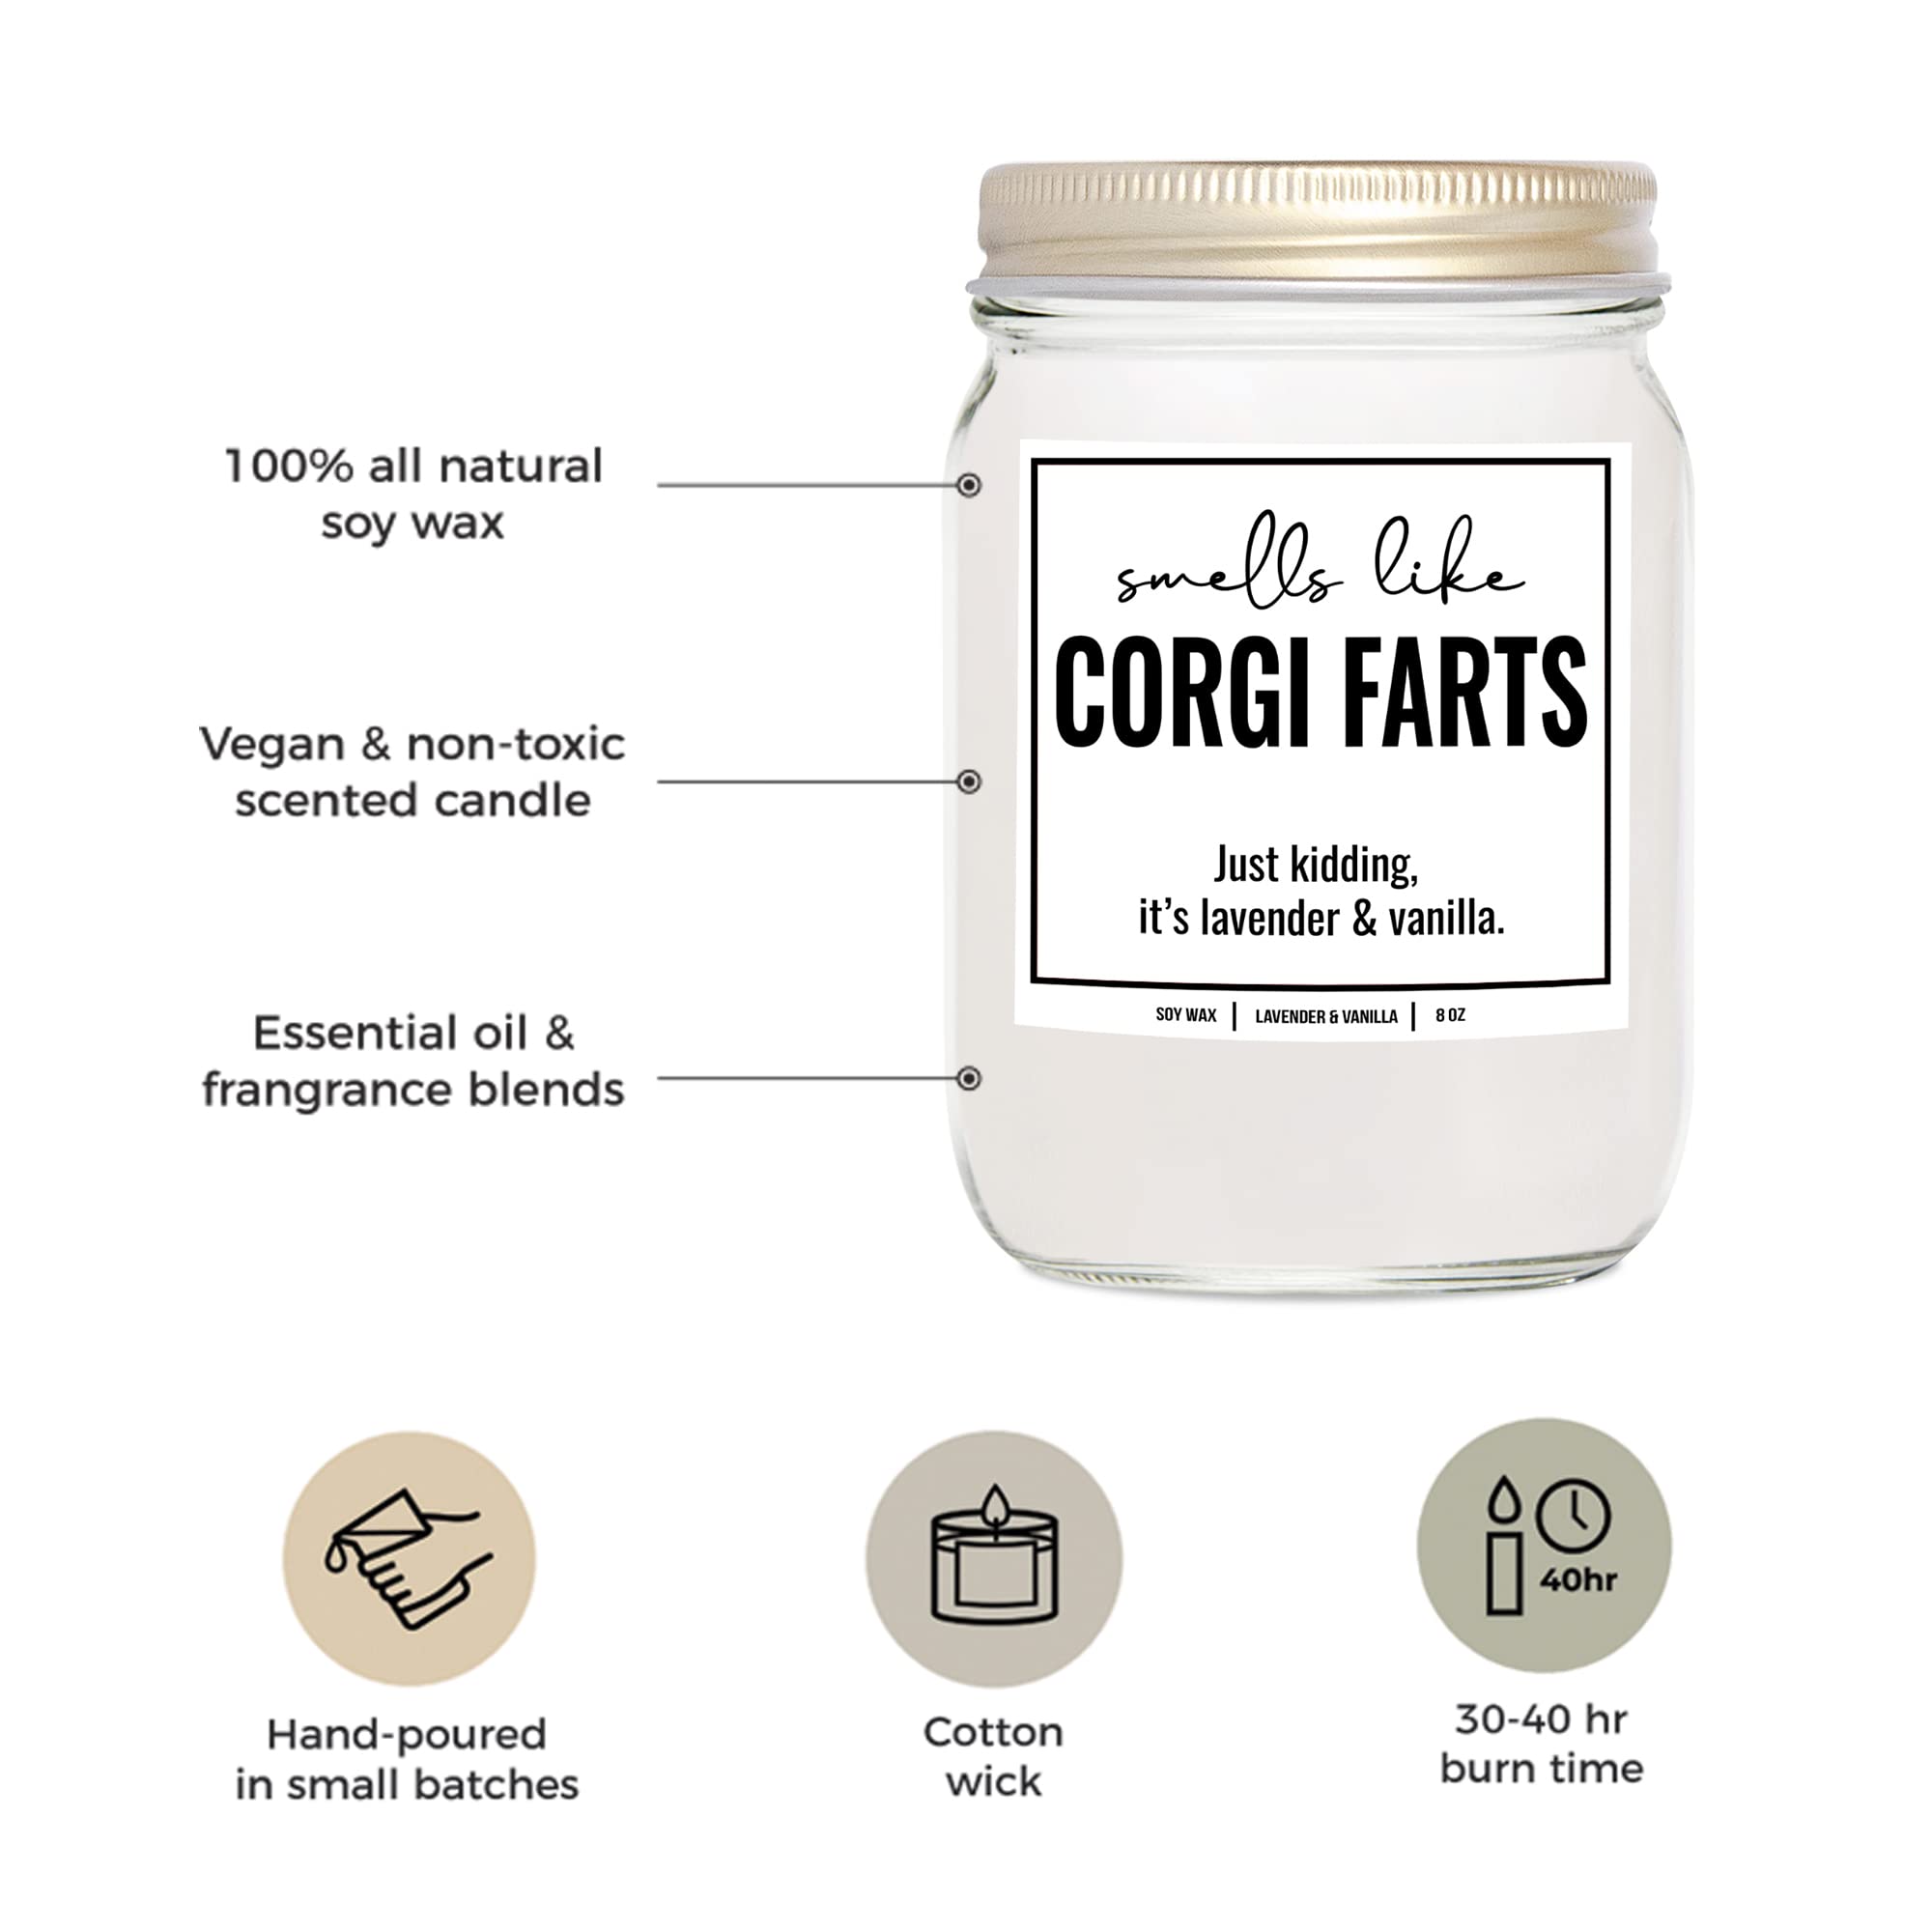 100% all natural
soy wax
Vegan & non-toxic
scented candle
Essential oil &
frangrance blends
smells like
CORGI FARTS
Just kidding,
it's lavender & vanilla.
SOY WAX | LAVENDER & VANILLA | 8 OZ
40hr
Hand-poured
in small batches
Cotton
wick
30-40 hr
burn time